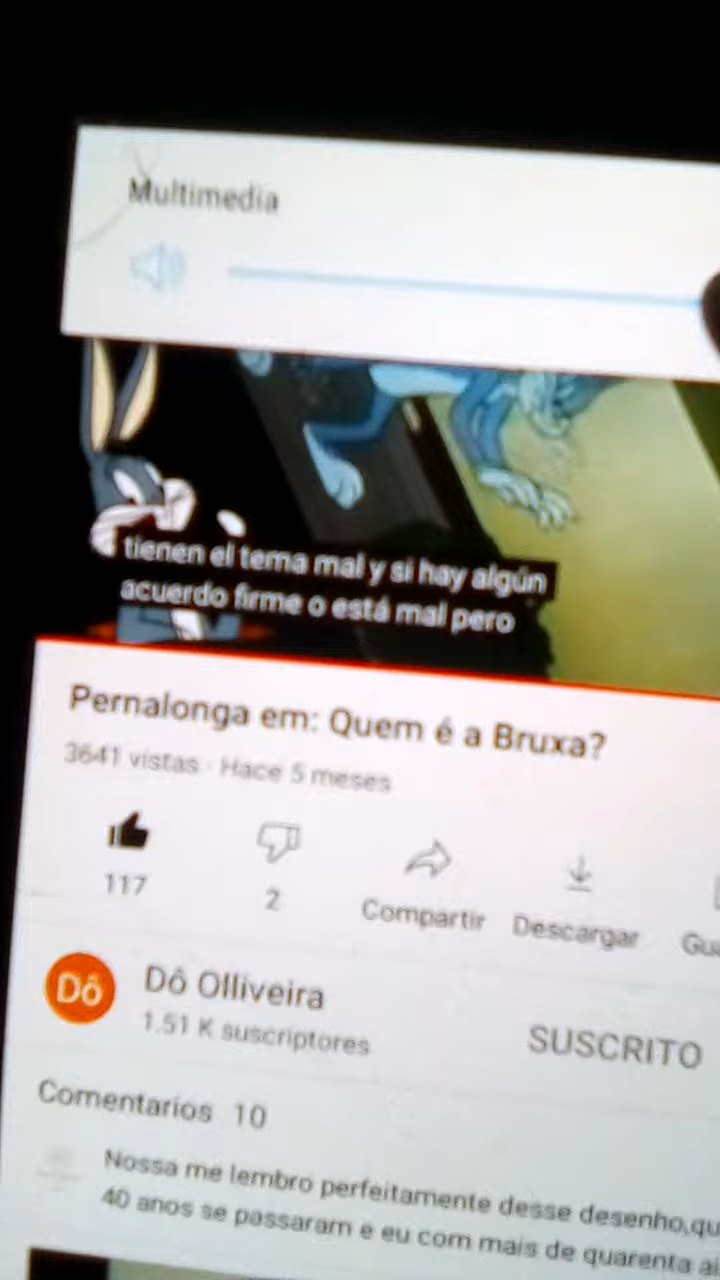 Multimedia
tienen el tema mal y si hay algún
acuerdo firme o está mal pero
Pernalonga em: Quem é a Bruxa?
3641 vistas · Hace 5 meses
117
2
Compartir
Descargar
Gua
Dô
Dô Olliveira
1.51 K suscriptores
SUSCRITO
Comentarios 10
Nossa me lembro perfeitamente desse desenho,qu
40 anos se passaram e eu com mais de quarenta